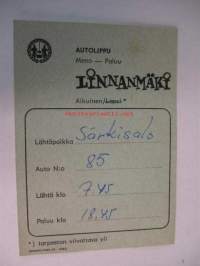 AUTOLIPPU
Meno — Paluu
LINNANMÄKI
Aikuinen/Lapsi *
Lähtöpaikka Särkisalo
Auto N:o 85
Lähtö klo 7.45
Paluu klo 18.45
*) tarpeeton viivattava yli